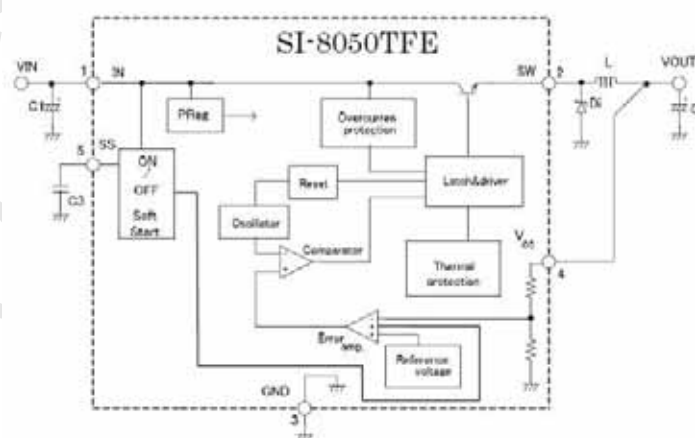 SI-8050TFE
VIN
1
IN
SW
2
L
VOUT
C1
PReg
Overcurrent protection
Di
5
SS
ON
OFF
Soft
Start
C3
Reset
Latch&driver
Oscillator
Comparator
Thermal
protection
4
Error
amp.
Reference
voltage
GND
3